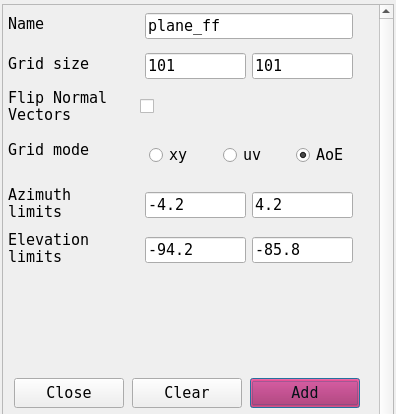 Name plane_ff
Grid size 101 101
Flip Normal
Vectors
Grid mode xy uv AoE
Azimuth
limits -4.2 4.2
Elevation
limits -94.2 -85.8
Close Clear Add